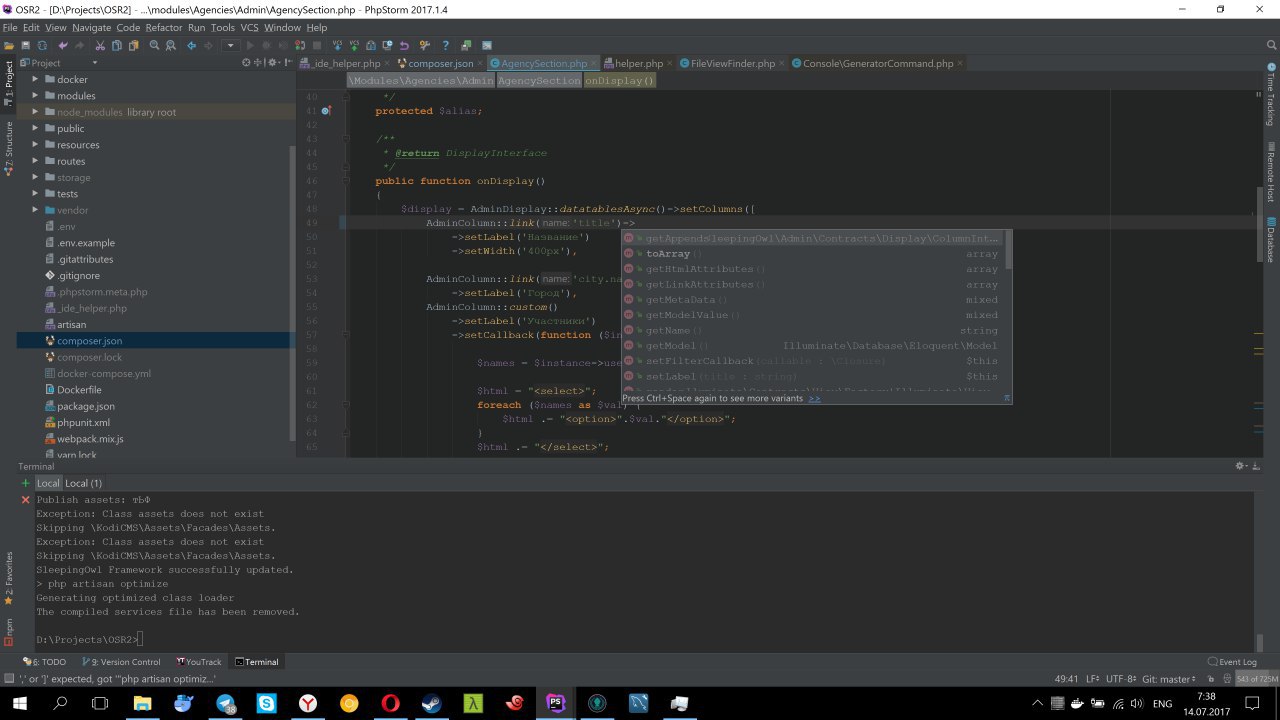 OSR2 - [D:\Projects\OSR2] - ...\modules\Agencies\Admin\AgencySection.php - PhpStorm 2017.1.4
File Edit View Navigate Code Refactor Run Tools VCS Window Help
_ide_helper.php composer.json AgencySection.php helper.php FileViewFinder.php Console\GeneratorCommand.php
Project
\Modules\Agencies\Admin AgencySection onDisplay()
1: Project
7: Structure
2: Favorites
npm
Time Tracking
Remote Host
Database
docker
modules
node_modules library root
public
resources
routes
storage
tests
vendor
.env
.env.example
.gitattributes
.gitignore
.phpstorm.meta.php
_ide_helper.php
artisan
composer.json
composer.lock
docker-compose.yml
Dockerfile
package.json
phpunit.xml
webpack.mix.js
yarn.lock
40 */
41 protected $alias;
42
43 /**
44 * @return DisplayInterface
45 */
46 public function onDisplay()
47 {
48 $display = AdminDisplay::datatablesAsync()->setColumns([
49 AdminColumn::link( name: 'title')->
50 ->setLabel('Название')
51 ->setWidth('400px'),
52
53 AdminColumn::link( name: 'city.na
54 ->setLabel('Город'),
55 AdminColumn::custom()
56 ->setLabel('Участники')
57 ->setCallback(function ($in
58
59 $names = $instance->use
60
61 $html = "<select>";
62 foreach ($names as $val) {
63 $html .= "<option>".$val."</option>";
64 }
65 $html .= "</select>";
getAppendsSleepingOwl\Admin\Contracts\Display\ColumnInt...
toArray() array
getHtmlAttributes() array
getLinkAttributes() array
getMetaData() mixed
getModelValue() mixed
getName() string
getModel() Illuminate\Database\Eloquent\Model
setFilterCallback(callable : \Closure) $this
setLabel(title : string) $this
Press Ctrl+Space again to see more variants >>
Terminal
Local Local (1)
Publish assets: ть№
Exception: Class assets does not exist
Skipping \KodiCMS\Assets\Facades\Assets.
Exception: Class assets does not exist
Skipping \KodiCMS\Assets\Facades\Assets.
SleepingOwl Framework successfully updated.
> php artisan optimize
Generating optimized class loader
The compiled services file has been removed.
D:\Projects\OSR2>
6: TODO 9: Version Control YouTrack Terminal Event Log
',' or ']' expected, got '"php artisan optimiz...' 49:41 LF÷ UTF-8÷ Git: master÷ 543 of 725M
38 PS ENG 7:38
14.07.2017